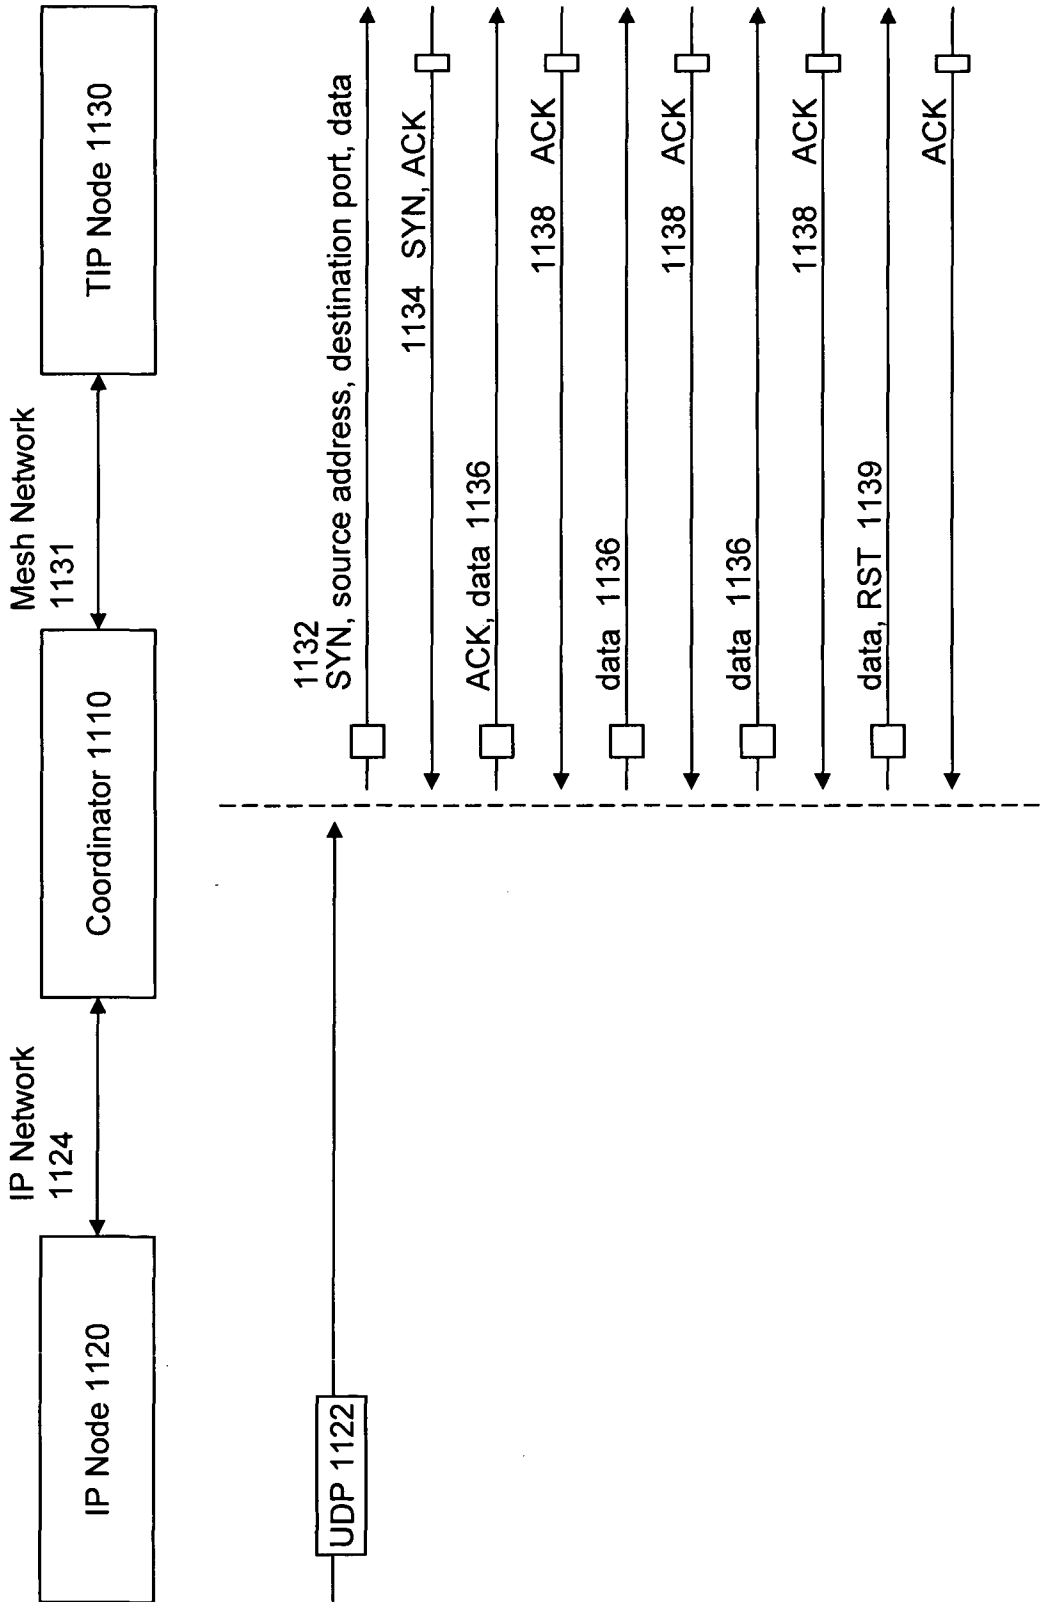 IP Network
1124
Mesh Network
1131
IP Node 1120
Coordinator 1110
TIP Node 1130
UDP 1122
1132
SYN, source address, destination port, data
1134 SYN, ACK
ACK, data 1136
1138 ACK
data 1136
1138 ACK
data 1136
1138 ACK
data, RST 1139
ACK